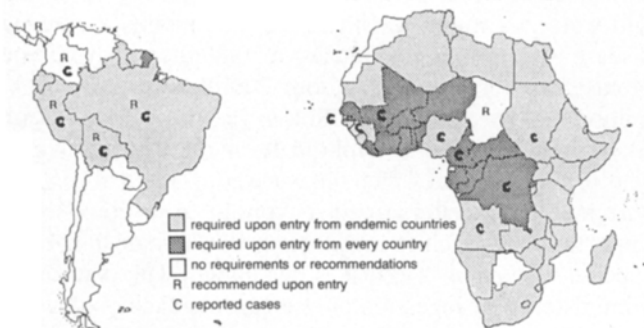 R
R
C
R
C
R
C
R
C
required upon entry from endemic countries
required upon entry from every country
no requirements or recommendations
R recommended upon entry
C reported cases
R
C
C
C
C
C
C
C
C